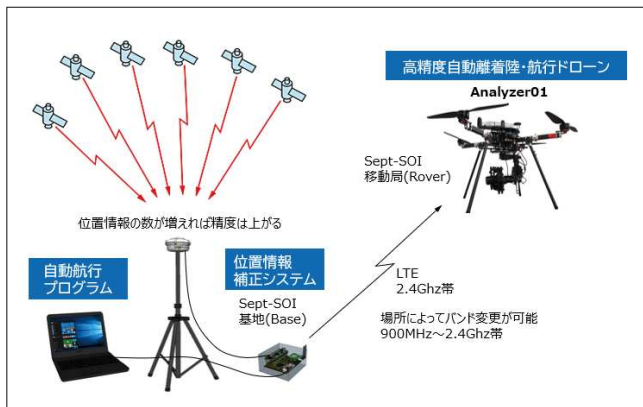 高精度自動離着陸・航行ドローン
Analyzer01
Sept-SOI
移動局(Rover)
位置情報の数が増えれば精度は上がる
自動航行
プログラム
位置情報
補正システム
Sept-SOI
基地(Base)
LTE
2.4Ghz帯
場所によってバンド変更が可能
900MHz～2.4Ghz帯